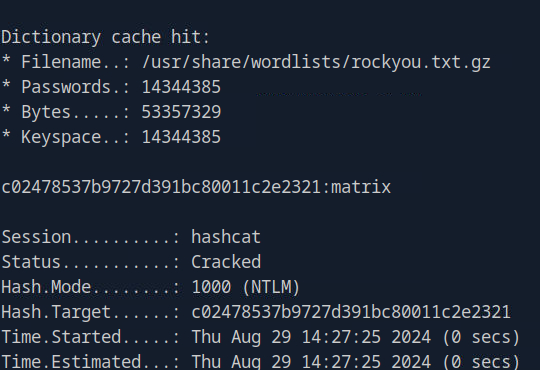 Dictionary cache hit:
* Filename..: /usr/share/wordlists/rockyou.txt.gz
* Passwords.: 14344385
* Bytes.....: 53357329
* Keyspace..: 14344385
c02478537b9727d391bc80011c2e2321:matrix
Session..........: hashcat
Status...........: Cracked
Hash.Mode........: 1000 (NTLM)
Hash.Target......: c02478537b9727d391bc80011c2e2321
Time.Started.....: Thu Aug 29 14:27:25 2024 (0 secs)
Time.Estimated...: Thu Aug 29 14:27:25 2024 (0 secs)